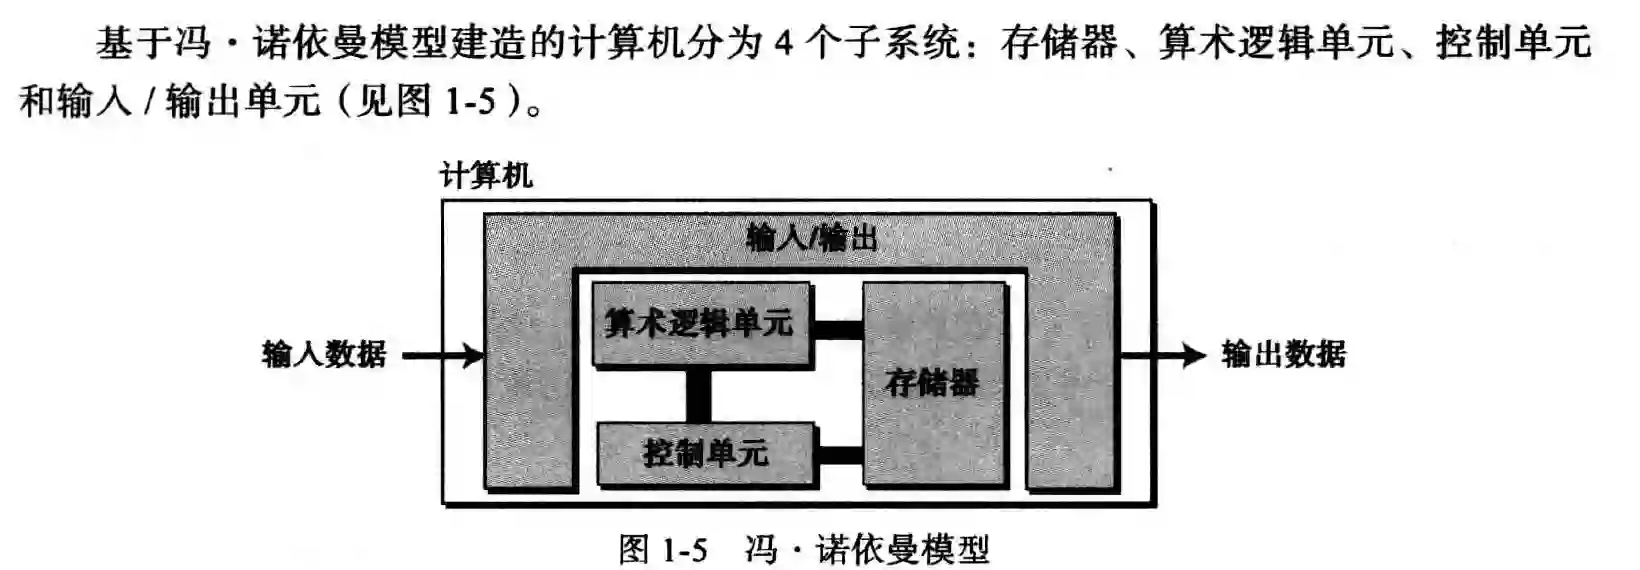 基于冯·诺依曼模型建造的计算机分为 4 个子系统：存储器、算术逻辑单元、控制单元
和输入 / 输出单元（见图 1-5）。
计算机
输入/输出
算术逻辑单元
输入数据
存储器
输出数据
控制单元
图 1-5 冯·诺依曼模型